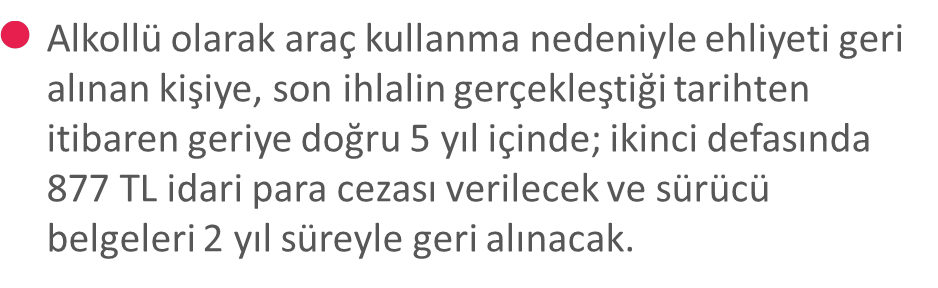 Alkollü olarak araç kullanma nedeniyle ehliyeti geri
alınan kişiye, son ihlalin gerçekleştiği tarihten
itibaren geriye doğru 5 yıl içinde; ikinci defasında
877 TL idari para cezası verilecek ve sürücü
belgeleri 2 yıl süreyle geri alınacak.